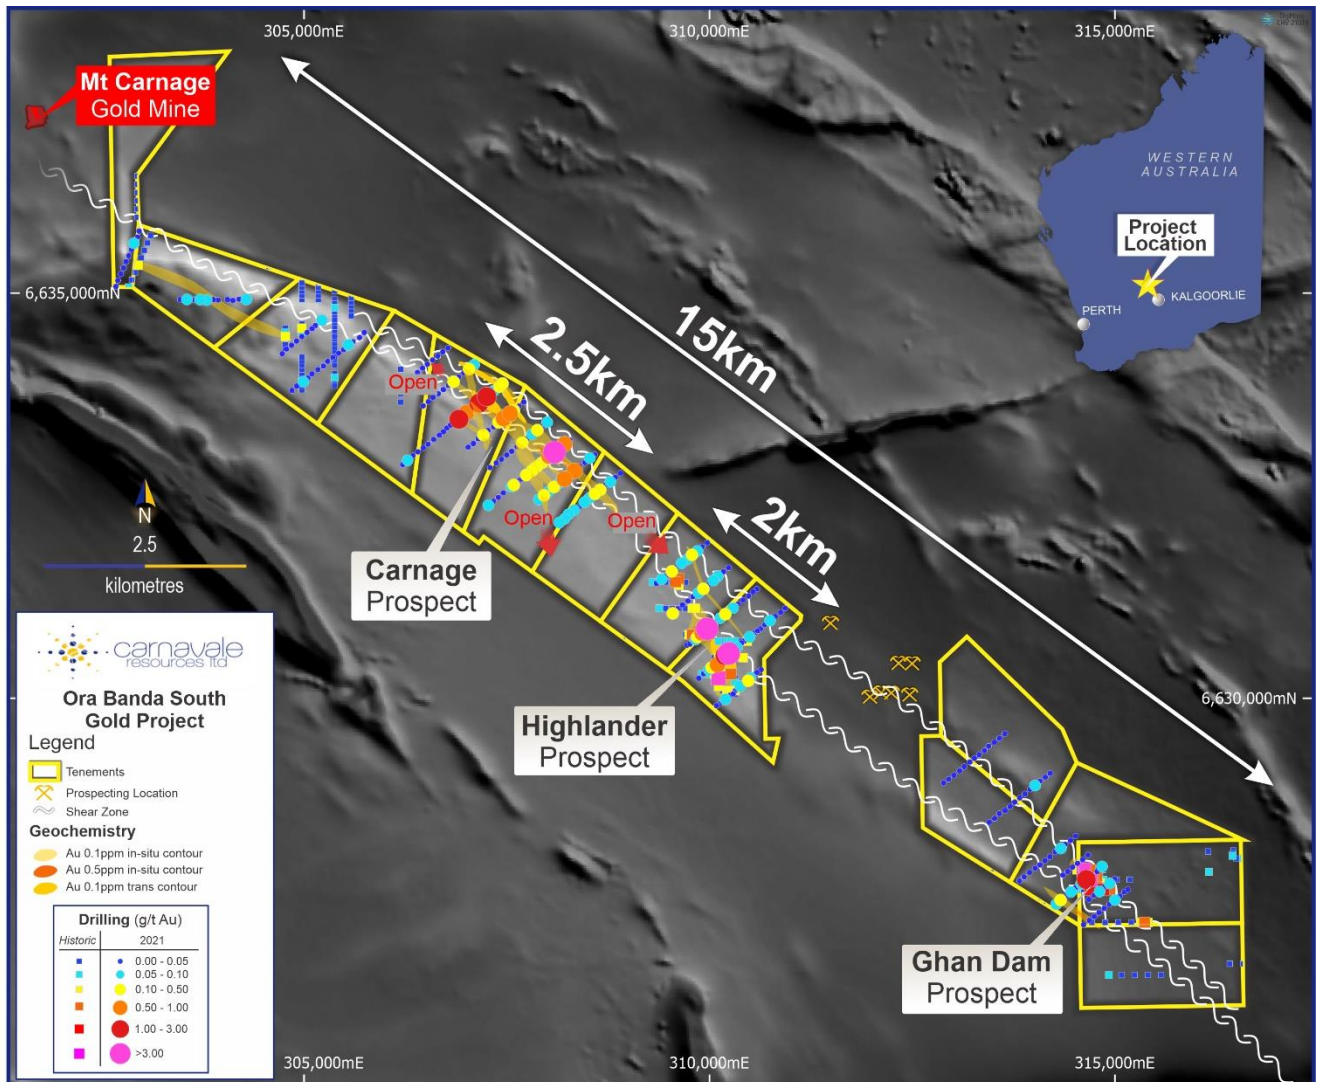 305,000mE
310,000mE
315,000mE
Mt Carnage
Gold Mine
WESTERN
AUSTRALIA
Project
Location
KALGOORLIE
PERTH
6,635,000mN
15km
2.5km
Open
2km
Open
Open
N
2.5
kilometres
Carnage
Prospect
Highlander
Prospect
6,630,000mN
Ghan Dam
Prospect
carnavale
resources ltd
Ora Banda South
Gold Project
Legend
Tenements
Prospecting Location
Shear Zone
Geochemistry
Au 0.1ppm in-situ contour
Au 0.5ppm in-situ contour
Au 0.1ppm trans contour
Drilling (g/t Au)
Historic 2021
0.00 - 0.05
0.05 - 0.10
0.10 - 0.50
0.50 - 1.00
1.00 - 3.00
>3.00
305,000mE
310,000mE
315,000mE